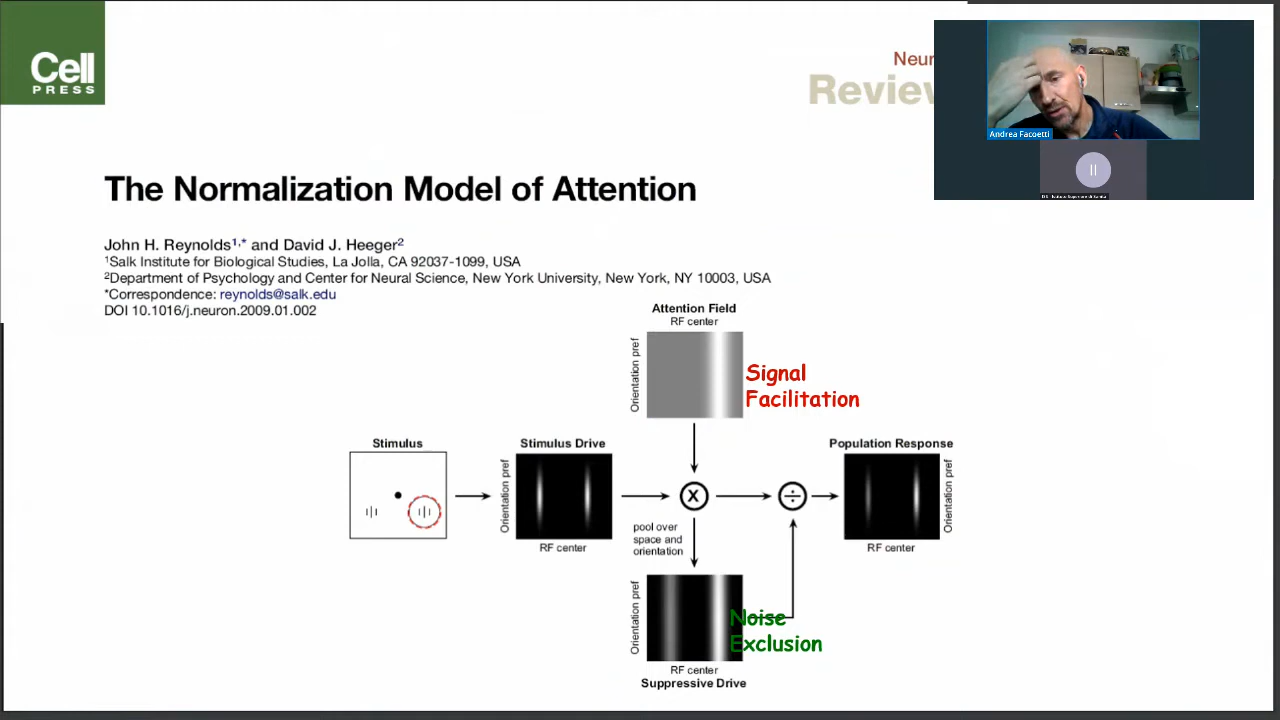 Cell
PRESS
Neur
Review
The Normalization Model of Attention
John H. Reynolds1,* and David J. Heeger2
1Salk Institute for Biological Studies, La Jolla, CA 92037-1099, USA
2Department of Psychology and Center for Neural Science, New York University, New York, NY 10003, USA
*Correspondence: reynolds@salk.edu
DOI 10.1016/j.neuron.2009.01.002
Andrea Facoetti
Attention Field
RF center
Orientation pref
Signal
Facilitation
Stimulus
Stimulus Drive
Orientation pref
RF center
X
÷
pool over
space and
orientation
Population Response
Orientation pref
RF center
Orientation pref
Noise
Exclusion
RF center
Suppressive Drive